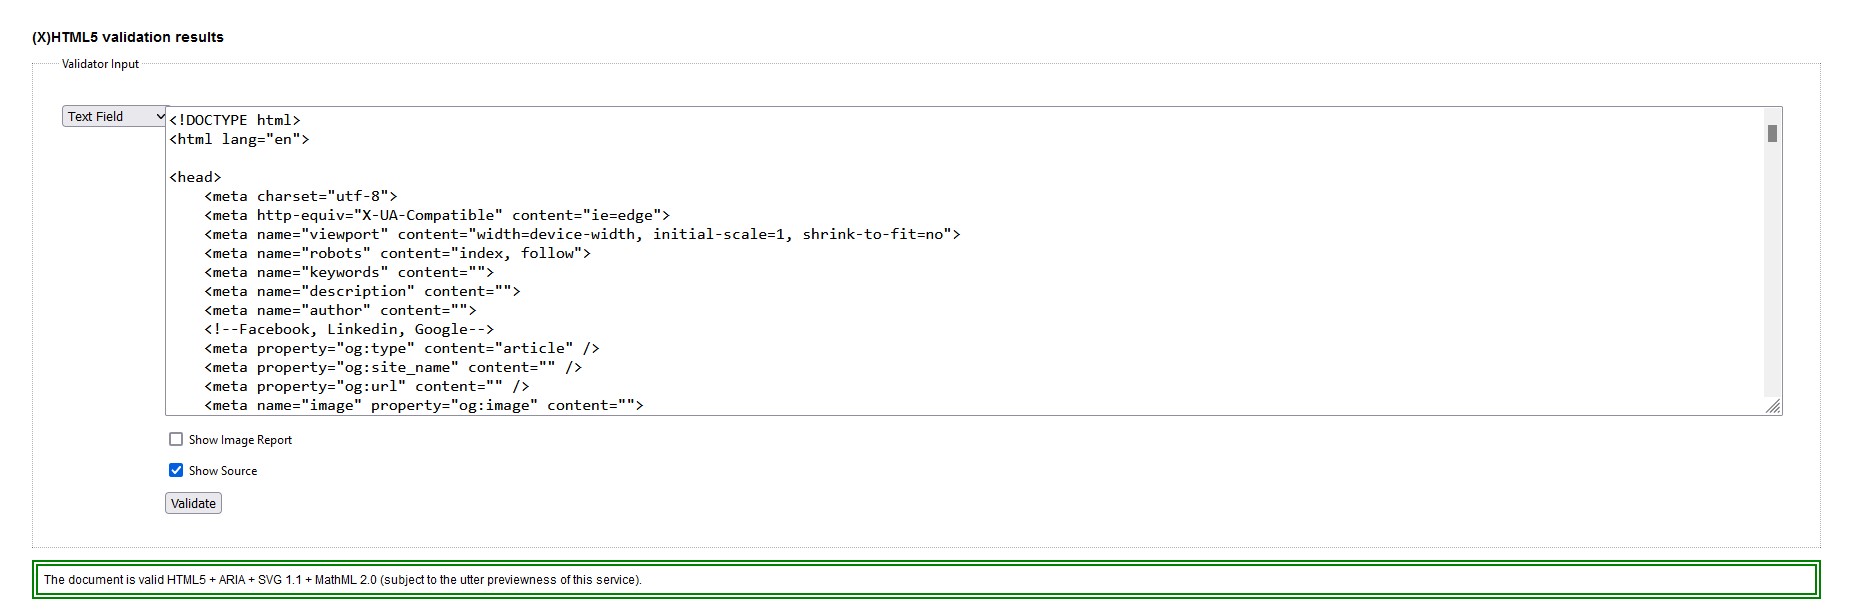 (X)HTML5 validation results
Validator Input
Text Field
<!DOCTYPE html>
<html lang="en">
<head>
<meta charset="utf-8">
<meta http-equiv="X-UA-Compatible" content="ie=edge">
<meta name="viewport" content="width=device-width, initial-scale=1, shrink-to-fit=no">
<meta name="robots" content="index, follow">
<meta name="keywords" content="">
<meta name="description" content="">
<meta name="author" content="">
<!--Facebook, Linkedin, Google-->
<meta property="og:type" content="article" />
<meta property="og:site_name" content="" />
<meta property="og:url" content="" />
<meta name="image" property="og:image" content="">
Show Image Report
Show Source
Validate
The document is valid HTML5 + ARIA + SVG 1.1 + MathML 2.0 (subject to the utter previewness of this service).